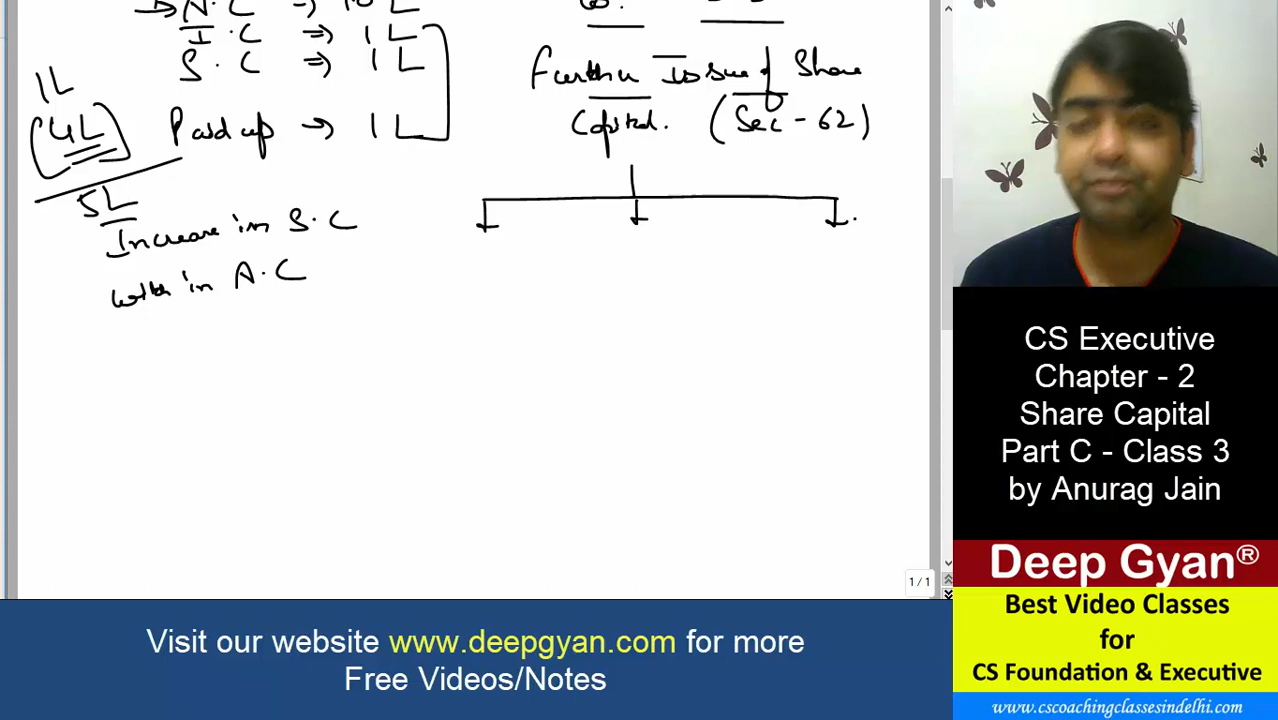 A.C → 10 L
I.C ⇒ 1 L
S.C ⇒ 1 L
1L
(4L) Paid up → 1 L
5L
Increase in S.C
with in A.C
Co.
Further Issue of Share
Capital. (Sec - 62)
1 / 1
CS Executive
Chapter - 2
Share Capital
Part C - Class 3
by Anurag Jain
Deep Gyan®
Best Video Classes
for
CS Foundation & Executive
www.cscoachingclassesindelhi.com
Visit our website www.deepgyan.com for more
Free Videos/Notes